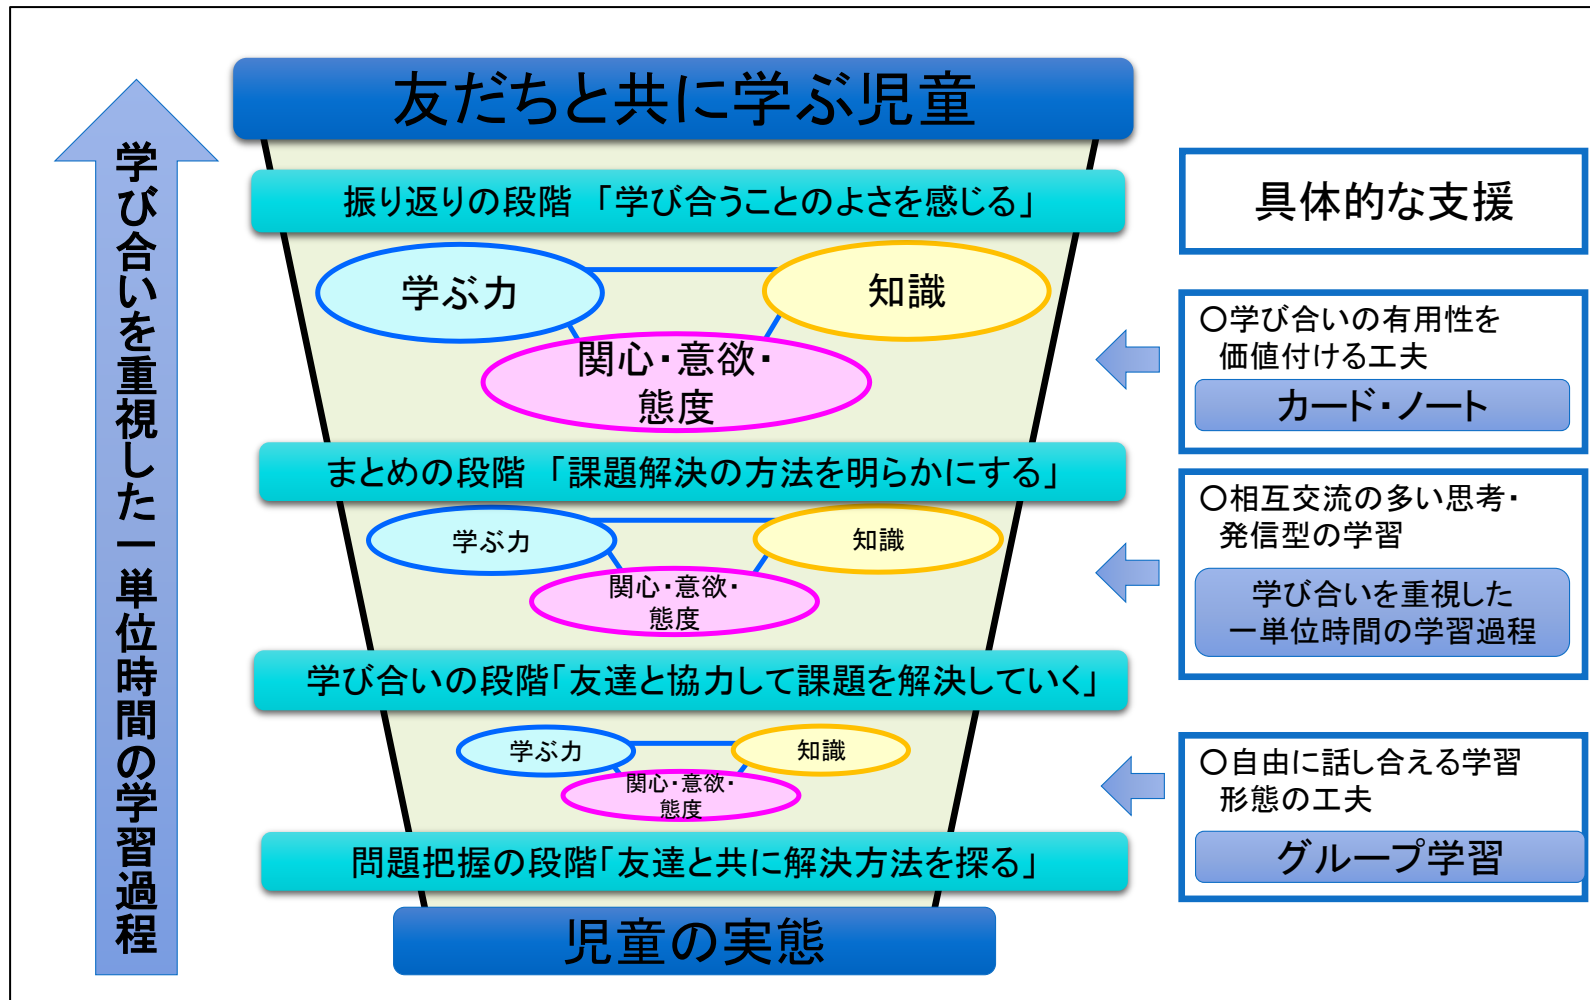 友だちと共に学ぶ児童
学び合いを重視した一単位時間の学習過程
振り返りの段階 「学び合うことのよさを感じる」
学ぶ力
知識
関心・意欲・
態度
まとめの段階 「課題解決の方法を明らかにする」
学ぶ力
知識
関心・意欲・
態度
学び合いの段階「友達と協力して課題を解決していく」
学ぶ力
知識
関心・意欲・
態度
問題把握の段階「友達と共に解決方法を探る」
児童の実態
具体的な支援
○学び合いの有用性を
価値付ける工夫
カード・ノート
○相互交流の多い思考・
発信型の学習
学び合いを重視した
一単位時間の学習過程
○自由に話し合える学習
形態の工夫
グループ学習